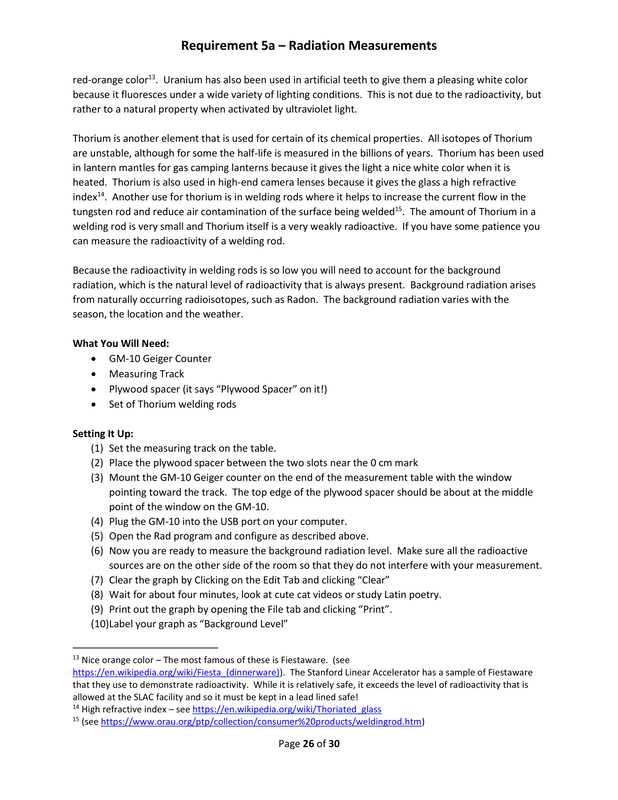 Requirement 5a – Radiation Measurements
red-orange color13.  Uranium has also been used in artificial teeth to give them a pleasing white color
because it fluoresces under a wide variety of lighting conditions.  This is not due to the radioactivity, but
rather to a natural property when activated by ultraviolet light.
Thorium is another element that is used for certain of its chemical properties.  All isotopes of Thorium
are unstable, although for some the half-life is measured in the billions of years.  Thorium has been used
in lantern mantles for gas camping lanterns because it gives the light a nice white color when it is
heated.  Thorium is also used in high-end camera lenses because it gives the glass a high refractive
index14.  Another use for thorium is in welding rods where it helps to increase the current flow in the
tungsten rod and reduce air contamination of the surface being welded15.  The amount of Thorium in a
welding rod is very small and Thorium itself is a very weakly radioactive.  If you have some patience you
can measure the radioactivity of a welding rod.
Because the radioactivity in welding rods is so low you will need to account for the background
radiation, which is the natural level of radioactivity that is always present.  Background radiation arises
from naturally occurring radioisotopes, such as Radon.  The background radiation varies with the
season, the location and the weather.
What You Will Need:
• GM-10 Geiger Counter
• Measuring Track
• Plywood spacer (it says “Plywood Spacer” on it!)
• Set of Thorium welding rods
Setting It Up:
(1) Set the measuring track on the table.
(2) Place the plywood spacer between the two slots near the 0 cm mark
(3) Mount the GM-10 Geiger counter on the end of the measurement table with the window
pointing toward the track.  The top edge of the plywood spacer should be about at the middle
point of the window on the GM-10.
(4) Plug the GM-10 into the USB port on your computer.
(5) Open the Rad program and configure as described above.
(6) Now you are ready to measure the background radiation level.  Make sure all the radioactive
sources are on the other side of the room so that they do not interfere with your measurement.
(7) Clear the graph by Clicking on the Edit Tab and clicking “Clear”
(8) Wait for about four minutes, look at cute cat videos or study Latin poetry.
(9) Print out the graph by opening the File tab and clicking “Print”.
(10)Label your graph as “Background Level”
13 Nice orange color – The most famous of these is Fiestaware.  (see
https://en.wikipedia.org/wiki/Fiesta_(dinnerware)).  The Stanford Linear Accelerator has a sample of Fiestaware
that they use to demonstrate radioactivity.  While it is relatively safe, it exceeds the level of radioactivity that is
allowed at the SLAC facility and so it must be kept in a lead lined safe!
14 High refractive index – see https://en.wikipedia.org/wiki/Thoriated_glass
15 (see https://www.orau.org/ptp/collection/consumer%20products/weldingrod.htm)
Page 26 of 30